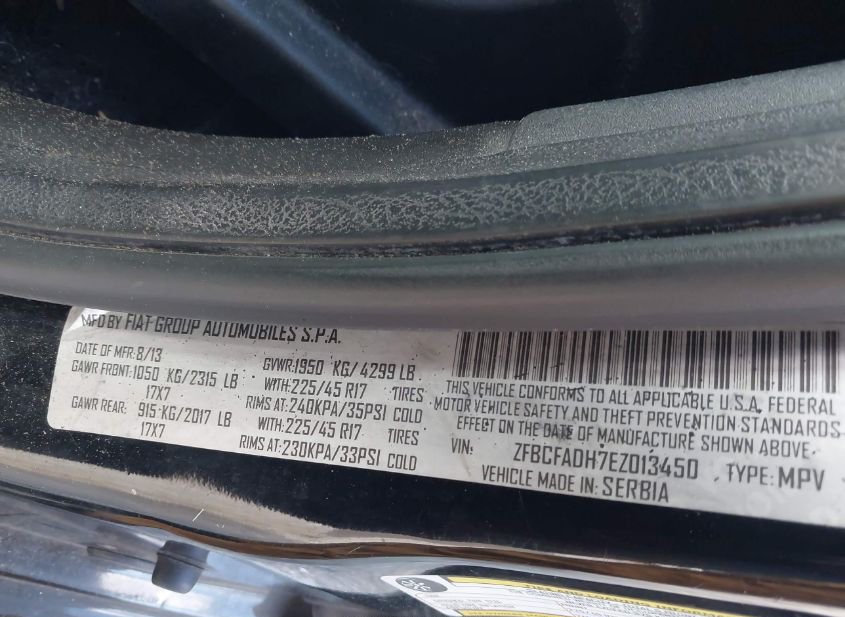 MFD BY FIAT GROUP AUTOMOBILES S.P.A.
DATE OF MFR: 8/13 GVWR: 1950 KG/4299 LB
GAWR FRONT: 1050 KG/2315 LB WITH: 225/45 R17 TIRES
17X7 RIMS AT: 240KPA/35PSI COLD
GAWR REAR: 915 KG/2017 LB WITH: 225/45 R17 TIRES
17X7 RIMS AT: 230KPA/33PSI COLD
THIS VEHICLE CONFORMS TO ALL APPLICABLE U.S.A. FEDERAL
MOTOR VEHICLE SAFETY AND THEFT PREVENTION STANDARDS
EFFECT ON THE DATE OF MANUFACTURE SHOWN ABOVE.
VIN: ZFBCFADH7EZ013450 TYPE: MPV
VEHICLE MADE IN: SERBIA